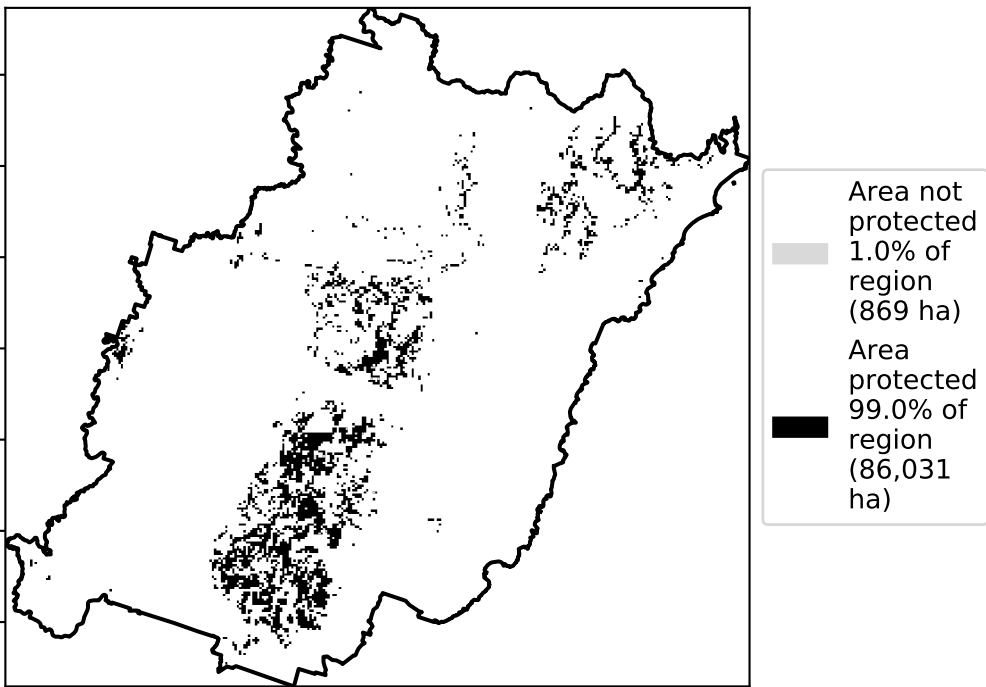 Area not
protected
1.0% of
region
(869 ha)
Area
protected
99.0% of
region
(86,031
ha)